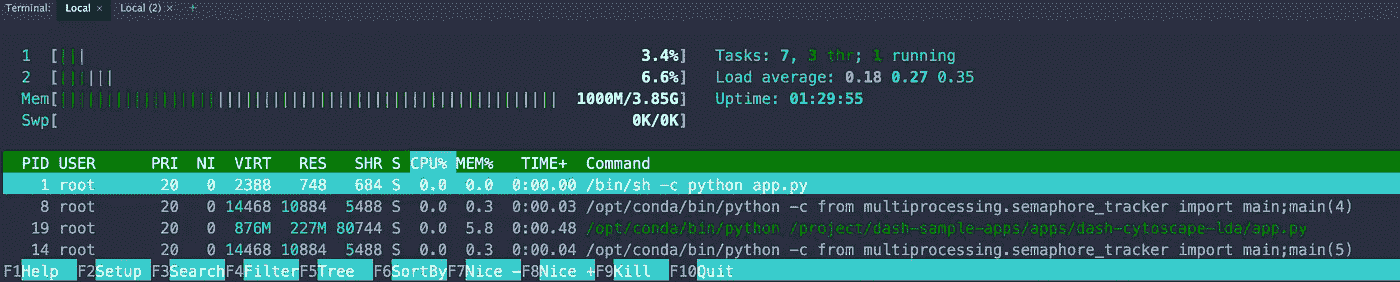 Terminal: Local × Local (2) × +
1 [||| 3.4%] Tasks: 7, 3 thr; 1 running
2 [|||||| 6.6%] Load average: 0.18 0.27 0.35
Mem[||||||||||||||||||||||||||||||||||||||||||||||||||||| 1000M/3.85G] Uptime: 01:29:55
Swp[ 0K/0K]
PID USER PRI NI VIRT RES SHR S CPU% MEM% TIME+ Command
1 root 20 0 2388 748 684 S 0.0 0.0 0:00.00 /bin/sh -c python app.py
8 root 20 0 14468 10884 5488 S 0.0 0.3 0:00.03 /opt/conda/bin/python -c from multiprocessing.semaphore_tracker import main;main(4)
19 root 20 0 876M 227M 80744 S 0.0 5.8 0:00.48 /opt/conda/bin/python /project/dash-sample-apps/apps/dash-cytoscape-lda/app.py
14 root 20 0 14468 10884 5488 S 0.0 0.3 0:00.04 /opt/conda/bin/python -c from multiprocessing.semaphore_tracker import main;main(5)
F1Help F2Setup F3SearchF4FilterF5Tree F6SortByF7Nice -F8Nice +F9Kill F10Quit